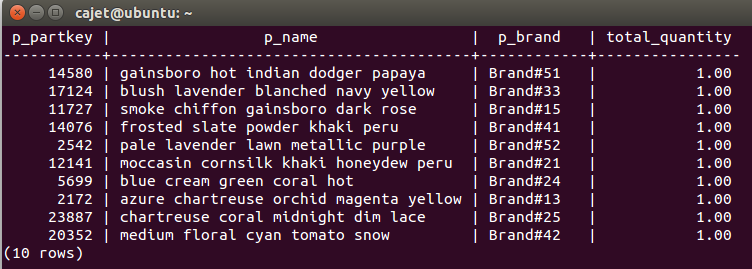 cajet@ubuntu: ~
 p_partkey |                 p_name                 |  p_brand   | total_quantity
-----------+----------------------------------------+------------+----------------
     14580 | gainsboro hot indian dodger papaya     | Brand#51   |           1.00
     17124 | blush lavender blanched navy yellow    | Brand#33   |           1.00
     11727 | smoke chiffon gainsboro dark rose      | Brand#15   |           1.00
     14076 | frosted slate powder khaki peru        | Brand#41   |           1.00
      2542 | pale lavender lawn metallic purple     | Brand#52   |           1.00
     12141 | moccasin cornsilk khaki honeydew peru  | Brand#21   |           1.00
      5699 | blue cream green coral hot             | Brand#24   |           1.00
      2172 | azure chartreuse orchid magenta yellow | Brand#13   |           1.00
     23887 | chartreuse coral midnight dim lace     | Brand#25   |           1.00
     20352 | medium floral cyan tomato snow         | Brand#42   |           1.00
(10 rows)